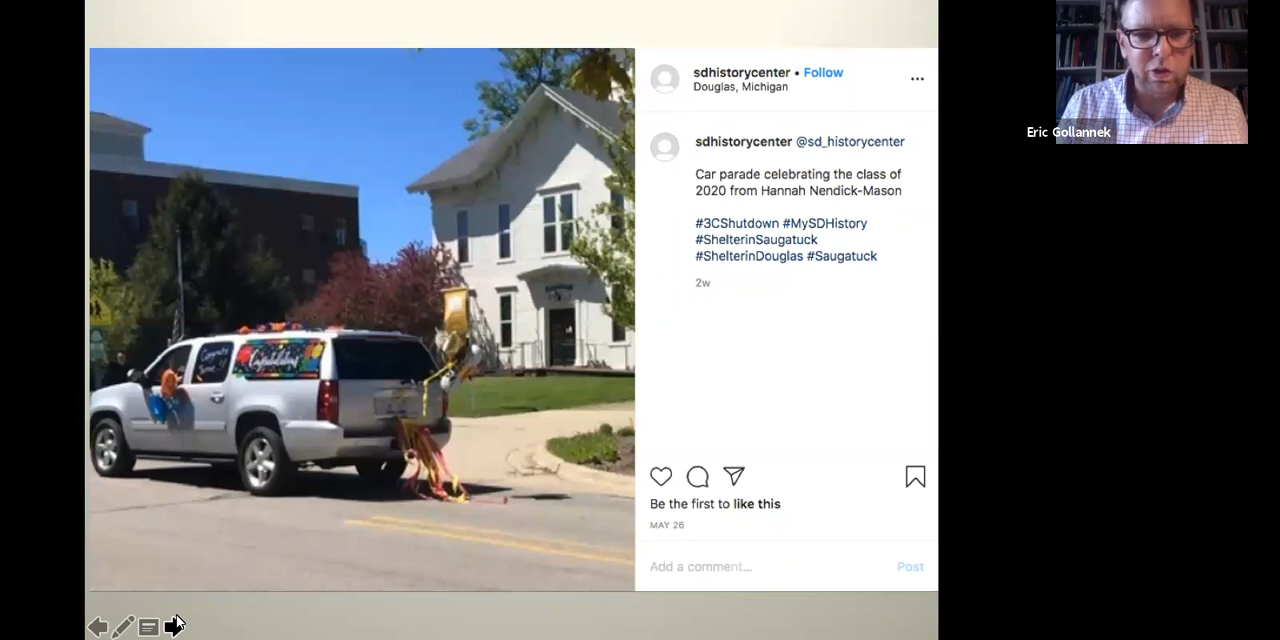 sdhistorycenter • Follow
Douglas, Michigan
sdhistorycenter @sd_historycenter
Car parade celebrating the class of
2020 from Hannah Nendick-Mason
#3CShutdown #MySDHistory
#ShelterinSaugatuck
#ShelterinDouglas #Saugatuck
2w
Be the first to like this
MAY 26
Add a comment...
Post
Eric Gollannek
Congrats